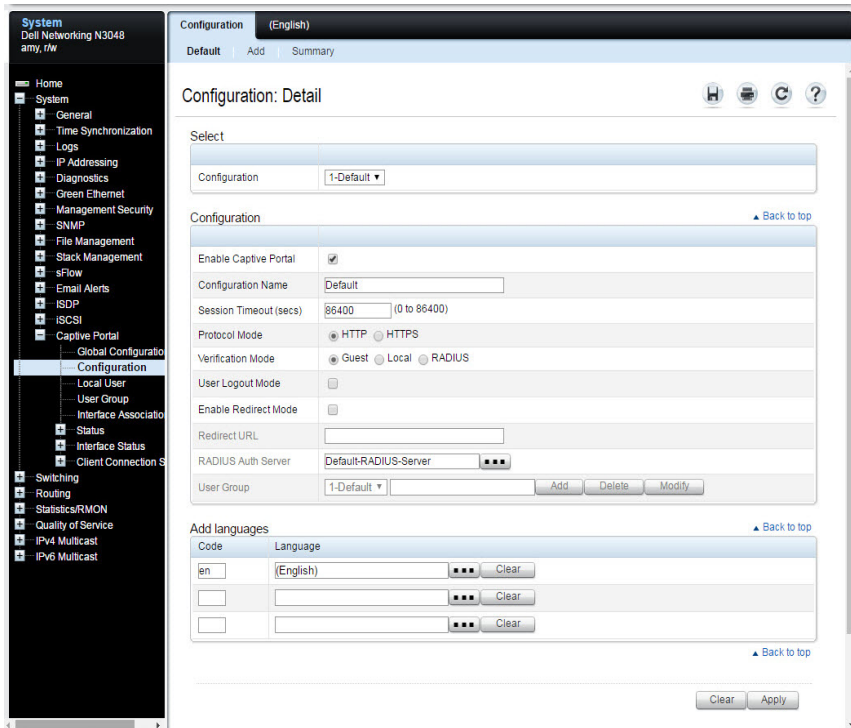 System
Dell Networking N3048
amy, r/w
Home
System
General
Time Synchronization
Logs
IP Addressing
Diagnostics
Green Ethernet
Management Security
SNMP
File Management
Stack Management
sFlow
Email Alerts
ISDP
iSCSI
Captive Portal
Global Configuratio
Configuration
Local User
User Group
Interface Associatio
Status
Interface Status
Client Connection S
Switching
Routing
Statistics/RMON
Quality of Service
IPv4 Multicast
IPv6 Multicast
Configuration (English)
Default Add Summary
Configuration: Detail
Select
Configuration 1-Default
Configuration Back to top
Enable Captive Portal
Configuration Name Default
Session Timeout (secs) 86400 (0 to 86400)
Protocol Mode HTTP HTTPS
Verification Mode Guest Local RADIUS
User Logout Mode
Enable Redirect Mode
Redirect URL
RADIUS Auth Server Default-RADIUS-Server
User Group 1-Default Add Delete Modify
Add languages Back to top
Code Language
en (English) Clear
Clear
Clear
Back to top
Clear Apply